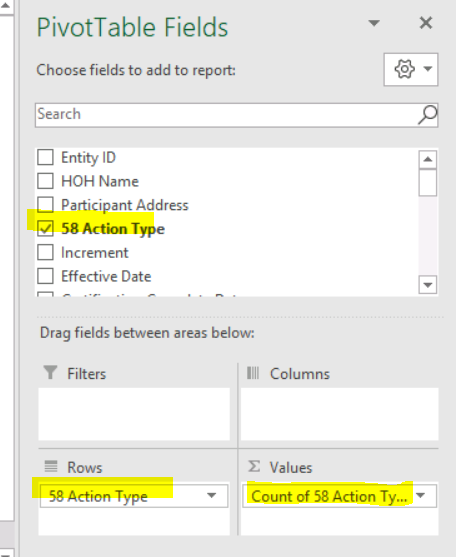 PivotTable Fields
Choose fields to add to report:
Search
Entity ID
HOH Name
Participant Address
58 Action Type
Increment
Effective Date
Drag fields between areas below:
Filters
Columns
Rows
Σ Values
58 Action Type
Count of 58 Action Ty...